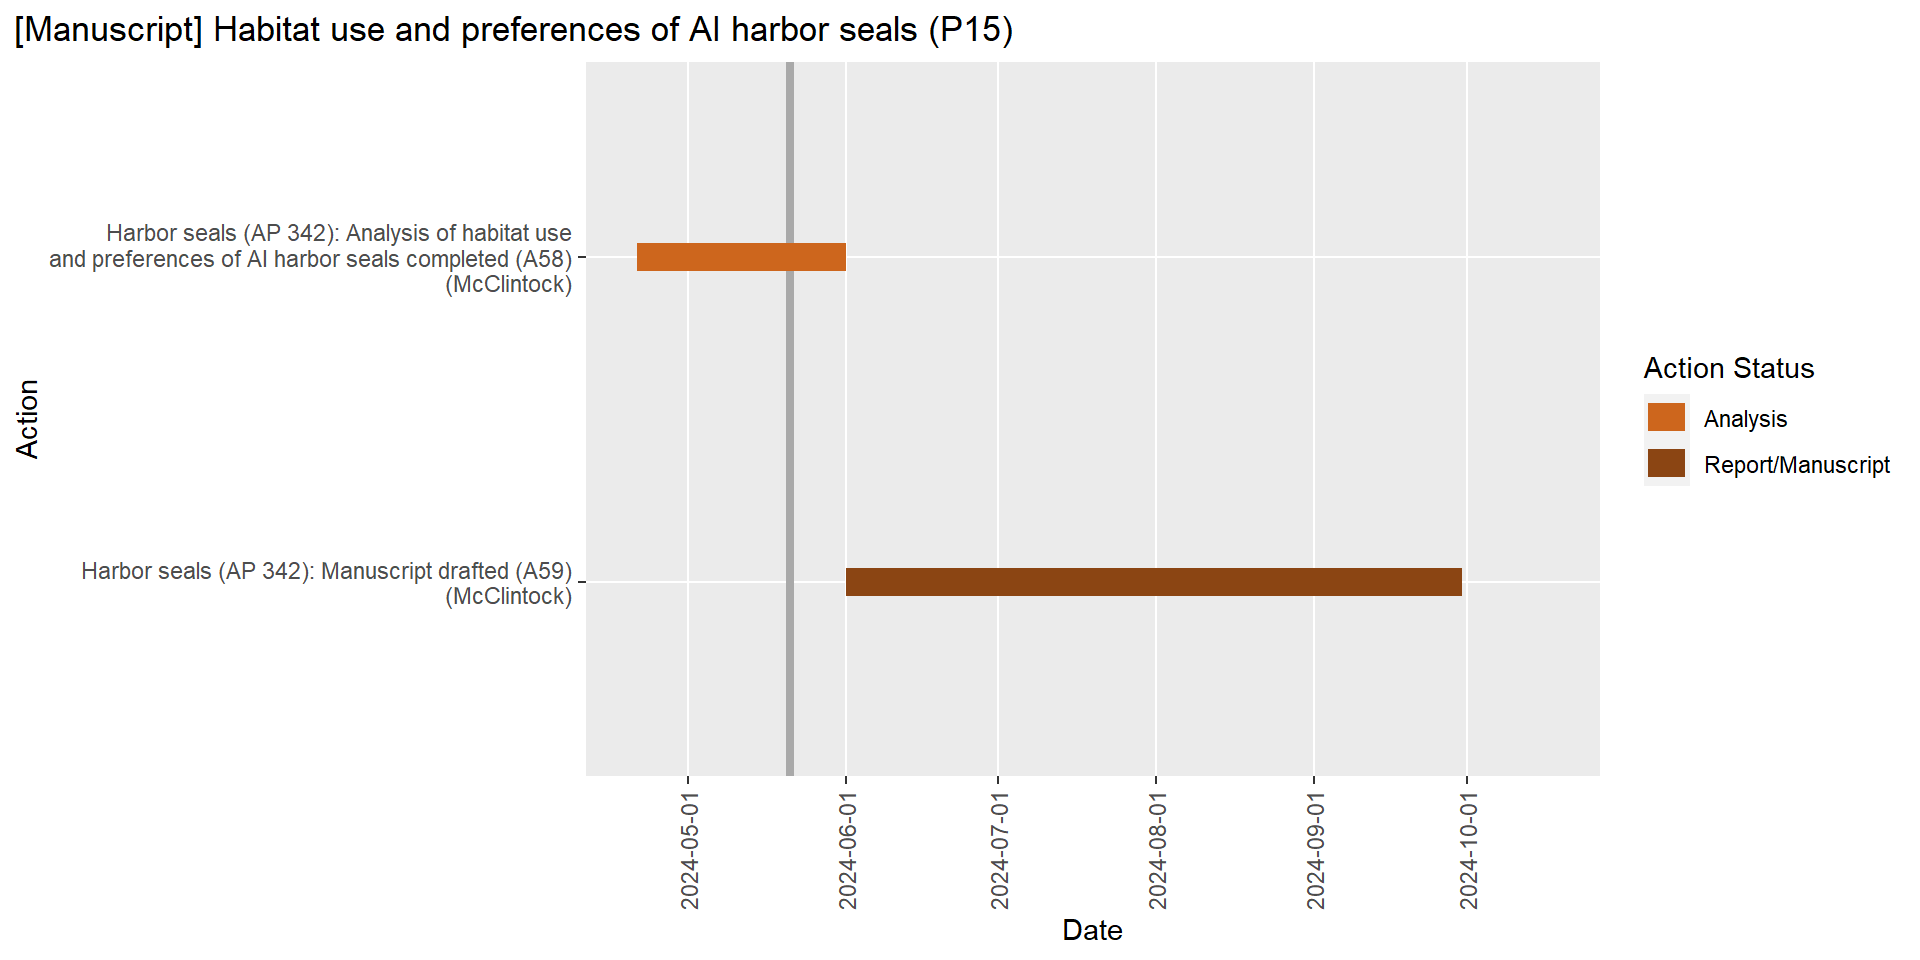 [Manuscript] Habitat use and preferences of AI harbor seals (P15)
Harbor seals (AP 342): Analysis of habitat use
and preferences of AI harbor seals completed (A58)
(McClintock)
Harbor seals (AP 342): Manuscript drafted (A59)
(McClintock)
Action
2024-05-01
2024-06-01
2024-07-01
2024-08-01
2024-09-01
2024-10-01
Date
Action Status
Analysis
Report/Manuscript